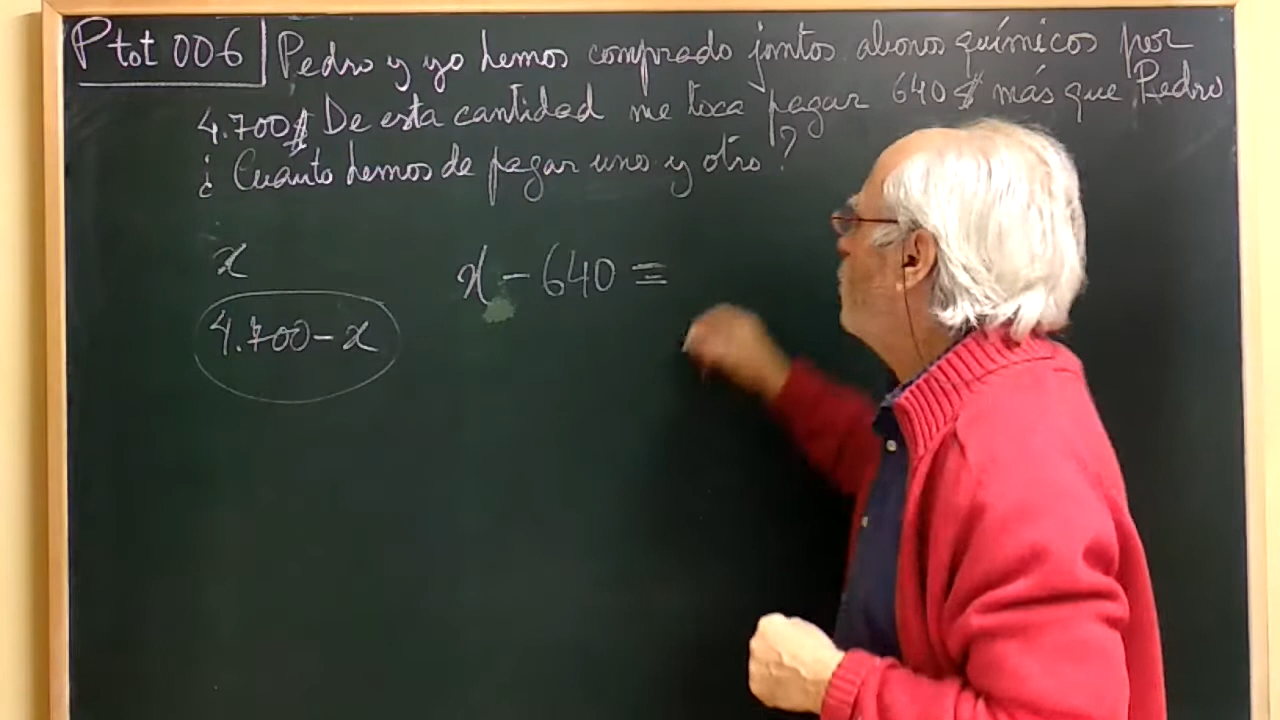 Ptot 006 Pedro y yo hemos comprado juntos abonos químicos por
4.700$ De esta cantidad me toca pagar 640$ más que Pedro
¿Cuánto hemos de pagar uno y otro?
x
x - 640 =
4.700 - x